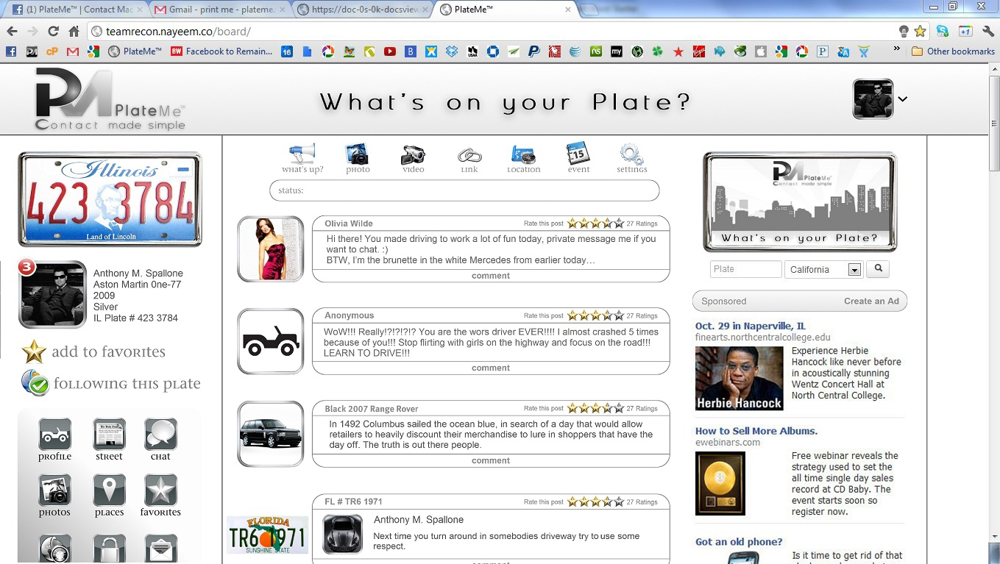 (1) PlateMe™ | Contact Mad
Gmail - print me - plateme.
https://doc-0s-0k-docsview
PlateMe™
teamrecon.nayeem.co/board/
PlateMe™
BW Facebook to Remain...
16
Other bookmarks
PM PlateMe™
Contact made simple
What's on your Plate?
Illinois
423 3784
Land of Lincoln
3
Anthony M. Spallone
Aston Martin 0ne-77
2009
Silver
IL Plate # 423 3784
add to favorites
following this plate
profile
street
chat
photos
places
favorites
what's up?
photo
video
link
location
15
event
settings
status:
Olivia Wilde
Rate this post
27 Ratings
Hi there! You made driving to work a lot of fun today, private message me if you
want to chat. :)
BTW, I'm the brunette in the white Mercedes from earlier today…
comment
Anonymous
Rate this post
27 Ratings
WoW!!! Really!?!?!?!? You are the wors driver EVER!!!! I almost crashed 5 times
because of you!!! Stop flirting with girls on the highway and focus on the road!!!
LEARN TO DRIVE!!!
comment
Black 2007 Range Rover
Rate this post
27 Ratings
In 1492 Columbus sailed the ocean blue, in search of a day that would allow
retailers to heavily discount their merchandise to lure in shoppers that have the
day off. The truth is out there people.
comment
FLORIDA
TR6 1971
SUNSHINE STATE
FL # TR6 1971
Rate this post
27 Ratings
Anthony M. Spallone
Next time you turn around in somebodies driveway try to use some
respect.
comment
PM PlateMe™
Contact made simple
What's on your Plate?
Plate
California
Sponsored
Create an Ad
Oct. 29 in Naperville, IL
finearts.northcentralcollege.edu
Herbie Hancock
Experience Herbie
Hancock like never before
in acoustically stunning
Wentz Concert Hall at
North Central College.
How to Sell More Albums.
ewebinars.com
Free webinar reveals the
strategy used to set the
all time single day sales
record at CD Baby. The
event starts soon so
register now.
Got an old phone?
Is it time to get rid of that